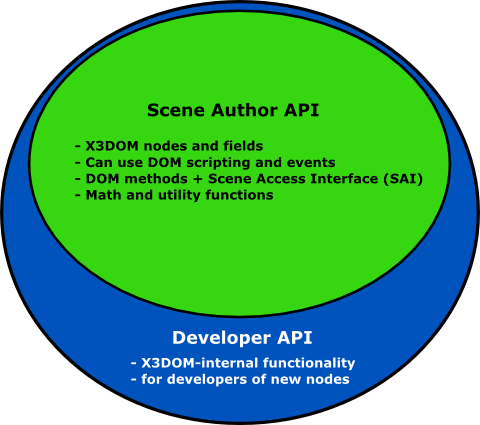 Scene Author API
- X3DOM nodes and fields
- Can use DOM scripting and events
- DOM methods + Scene Access Interface (SAI)
- Math and utility functions
Developer API
- X3DOM-internal functionality
- for developers of new nodes